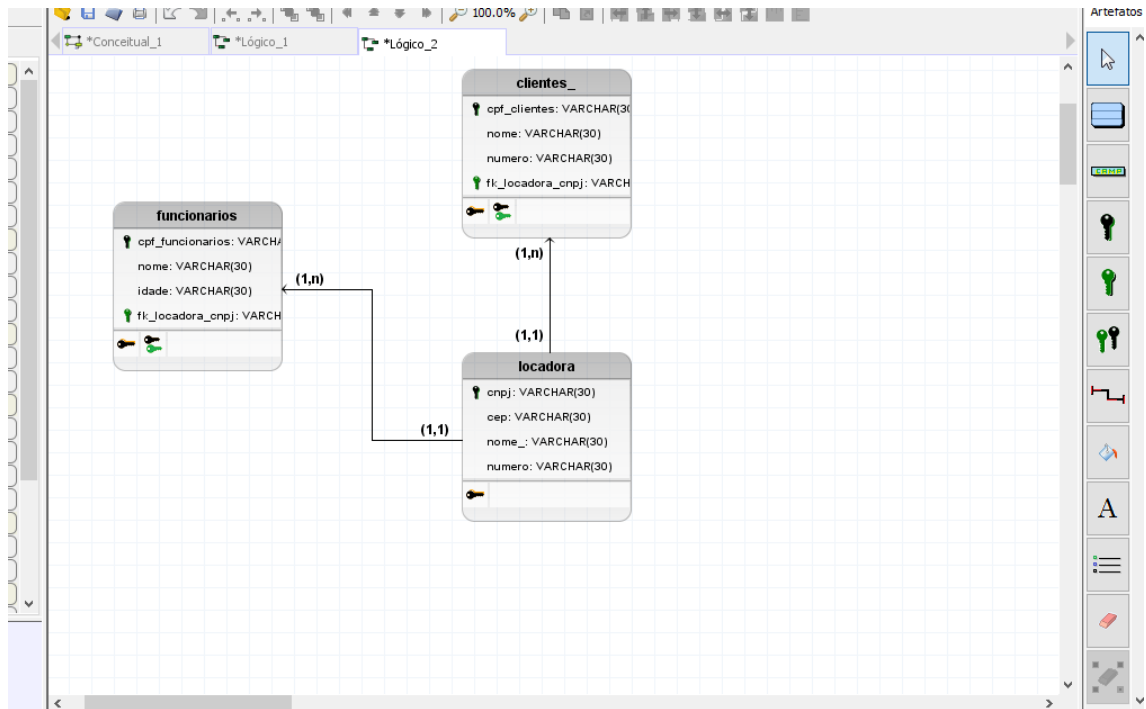 100.0%
Artefatos
*Conceitual_1
*Lógico_1
*Lógico_2
clientes_
cpf_clientes: VARCHAR(30
nome: VARCHAR(30)
numero: VARCHAR(30)
fk_locadora_cnpj: VARCH
(1,n)
funcionarios
cpf_funcionarios: VARCHA
nome: VARCHAR(30)
idade: VARCHAR(30)
fk_locadora_cnpj: VARCH
(1,n)
(1,1)
(1,1)
locadora
cnpj: VARCHAR(30)
cep: VARCHAR(30)
nome_: VARCHAR(30)
numero: VARCHAR(30)
CAMP
A